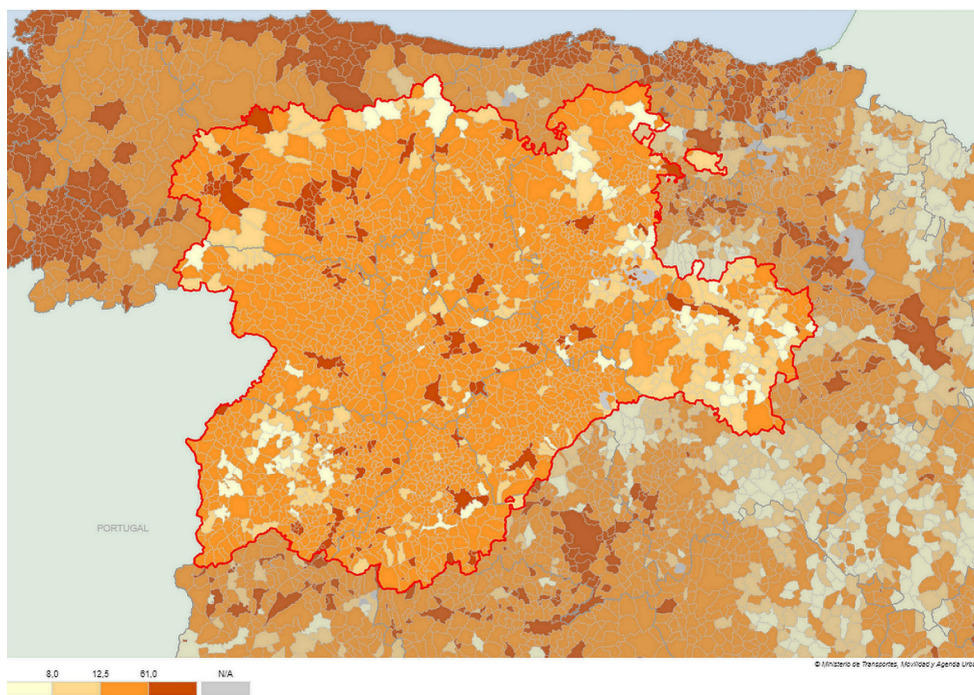 PORTUGAL
© Ministerio de Transportes, Movilidad y Agenda Urba
8,0 12,5 61,0 N/A